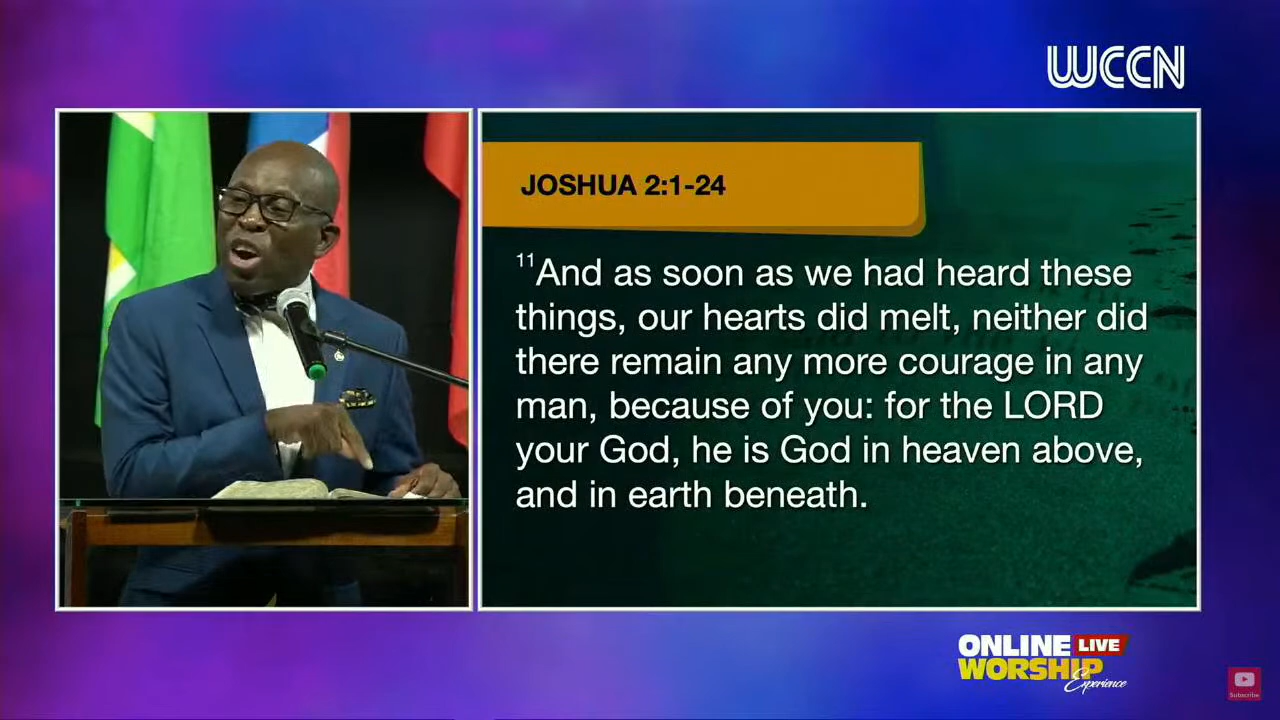 WCCN
JOSHUA 2:1-24
¹¹And as soon as we had heard these
things, our hearts did melt, neither did
there remain any more courage in any
man, because of you: for the LORD
your God, he is God in heaven above,
and in earth beneath.
ONLINE LIVE
WORSHIP
Experience
Subscribe